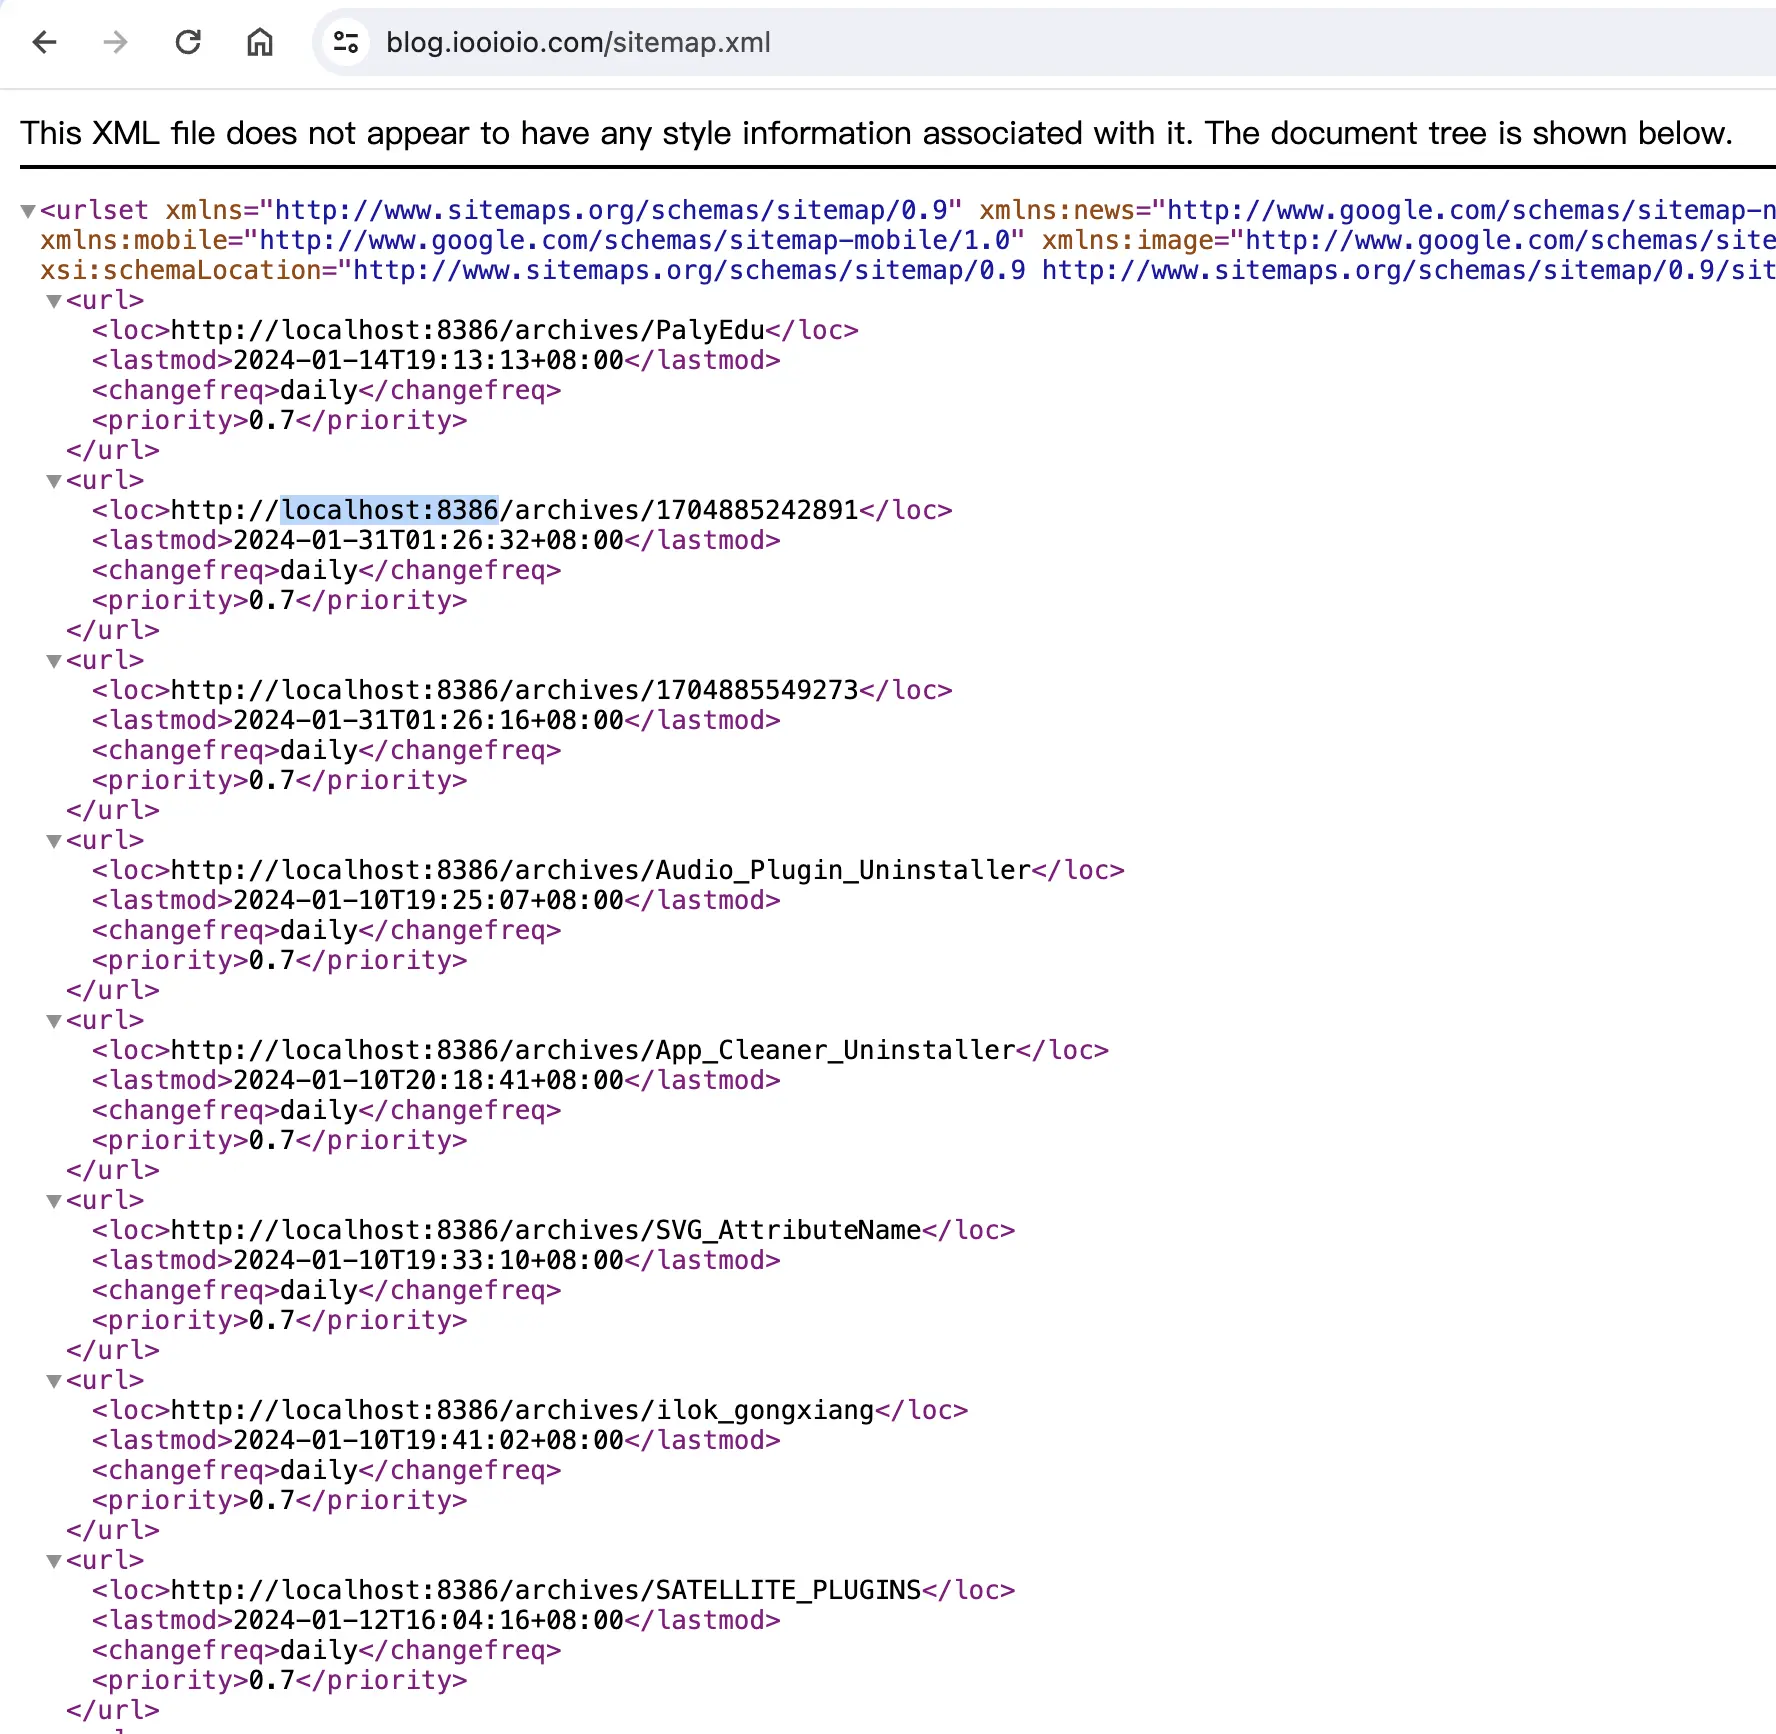 blog.iooioio.com/sitemap.xml
This XML file does not appear to have any style information associated with it. The document tree is shown below.
<urlset xmlns="http://www.sitemaps.org/schemas/sitemap/0.9" xmlns:news="http://www.google.com/schemas/sitemap-n
xmlns:mobile="http://www.google.com/schemas/sitemap-mobile/1.0" xmlns:image="http://www.google.com/schemas/site
xsi:schemaLocation="http://www.sitemaps.org/schemas/sitemap/0.9 http://www.sitemaps.org/schemas/sitemap/0.9/sit
<url>
<loc>http://localhost:8386/archives/PalyEdu</loc>
<lastmod>2024-01-14T19:13:13+08:00</lastmod>
<changefreq>daily</changefreq>
<priority>0.7</priority>
</url>
<url>
<loc>http://localhost:8386/archives/1704885242891</loc>
<lastmod>2024-01-31T01:26:32+08:00</lastmod>
<changefreq>daily</changefreq>
<priority>0.7</priority>
</url>
<url>
<loc>http://localhost:8386/archives/1704885549273</loc>
<lastmod>2024-01-31T01:26:16+08:00</lastmod>
<changefreq>daily</changefreq>
<priority>0.7</priority>
</url>
<url>
<loc>http://localhost:8386/archives/Audio_Plugin_Uninstaller</loc>
<lastmod>2024-01-10T19:25:07+08:00</lastmod>
<changefreq>daily</changefreq>
<priority>0.7</priority>
</url>
<url>
<loc>http://localhost:8386/archives/App_Cleaner_Uninstaller</loc>
<lastmod>2024-01-10T20:18:41+08:00</lastmod>
<changefreq>daily</changefreq>
<priority>0.7</priority>
</url>
<url>
<loc>http://localhost:8386/archives/SVG_AttributeName</loc>
<lastmod>2024-01-10T19:33:10+08:00</lastmod>
<changefreq>daily</changefreq>
<priority>0.7</priority>
</url>
<url>
<loc>http://localhost:8386/archives/ilok_gongxiang</loc>
<lastmod>2024-01-10T19:41:02+08:00</lastmod>
<changefreq>daily</changefreq>
<priority>0.7</priority>
</url>
<url>
<loc>http://localhost:8386/archives/SATELLITE_PLUGINS</loc>
<lastmod>2024-01-12T16:04:16+08:00</lastmod>
<changefreq>daily</changefreq>
<priority>0.7</priority>
</url>